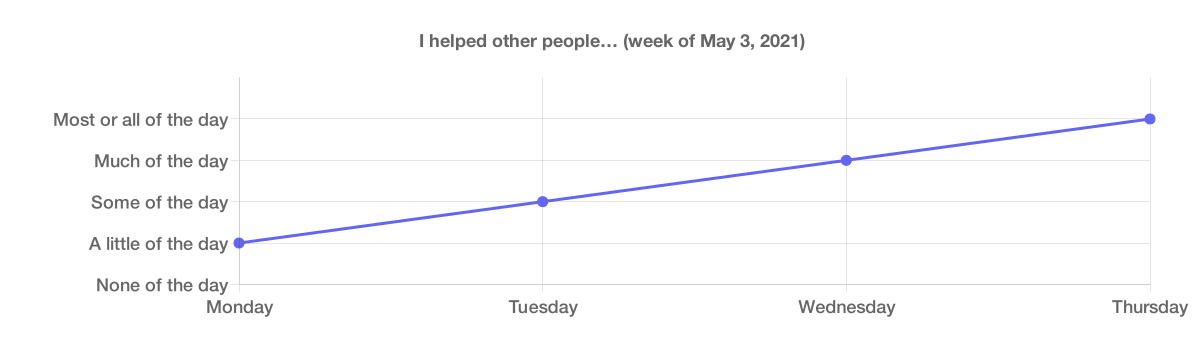 I helped other people… (week of May 3, 2021)
Most or all of the day
Much of the day
Some of the day
A little of the day
None of the day
Monday Tuesday Wednesday Thursday